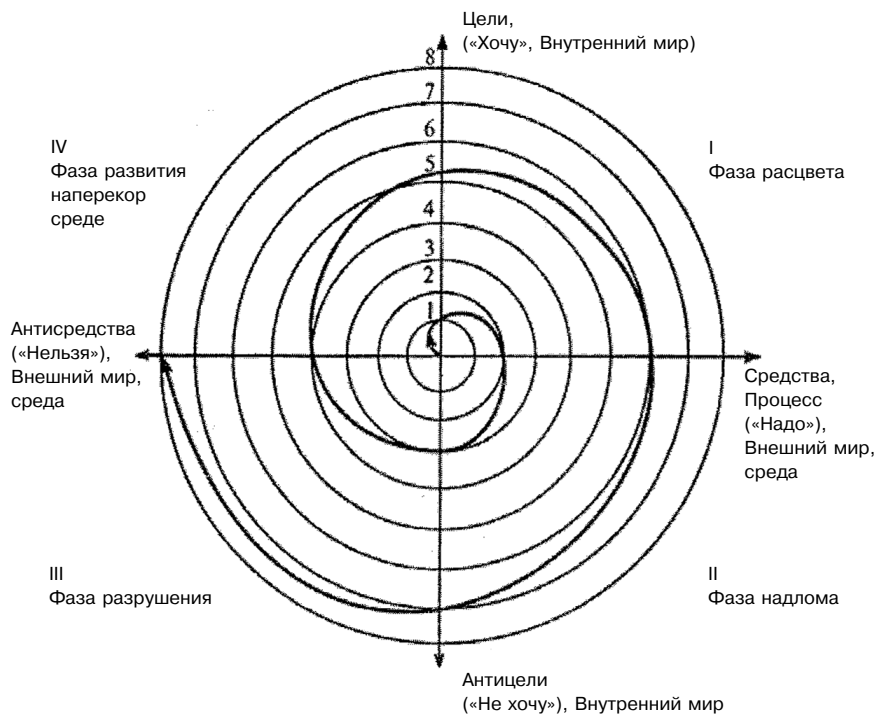 Цели,
(«Хочу», Внутренний мир)
8
7
6
5
4
3
2
1
IV
Фаза развития
наперекор
среде
I
Фаза расцвета
Антисредства
(«Нельзя»),
Внешний мир,
среда
Средства,
Процесс
(«Надо»),
Внешний мир,
среда
III
Фаза разрушения
II
Фаза надлома
Антицели
(«Не хочу»), Внутренний мир